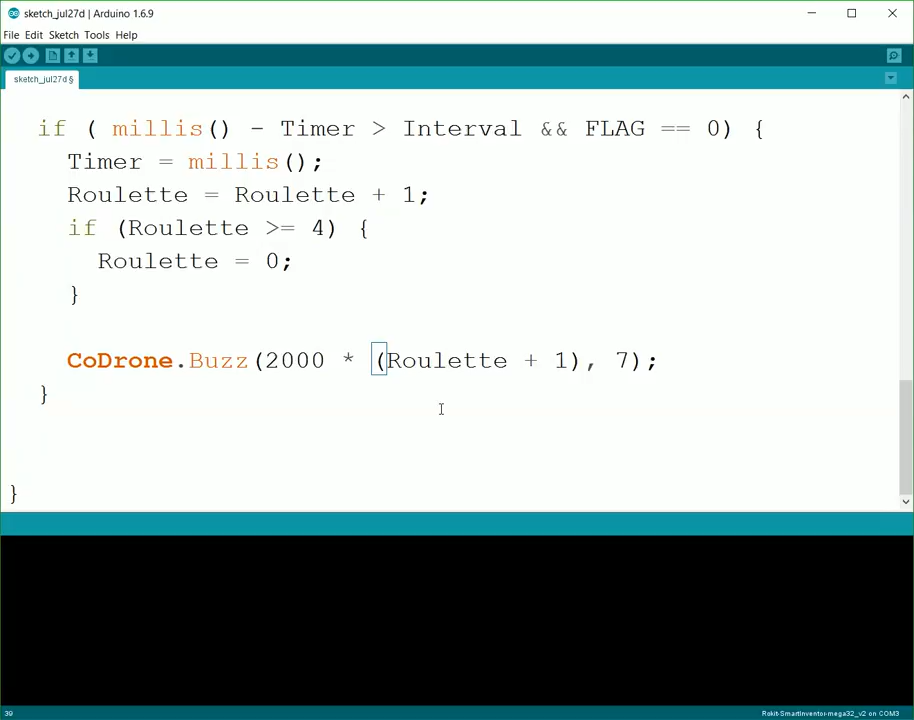 sketch_jul27d | Arduino 1.6.9
File Edit Sketch Tools Help
sketch_jul27d §
if ( millis() - Timer > Interval && FLAG == 0) {
Timer = millis();
Roulette = Roulette + 1;
if (Roulette >= 4) {
Roulette = 0;
}
CoDrone.Buzz(2000 * (Roulette + 1), 7);
}
}
39
Rokit-SmartInventor-mega32_v2 on COM3